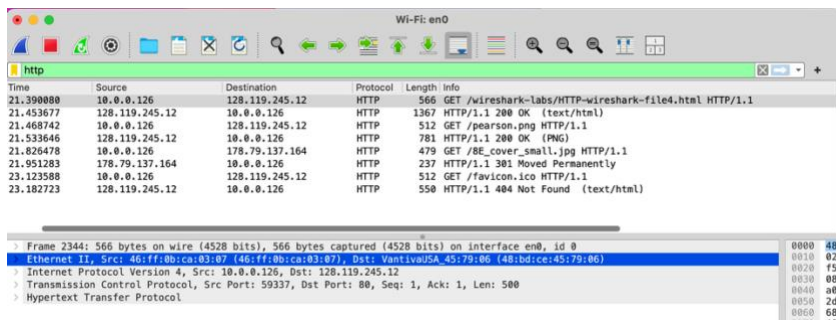 Wi-Fi: en0
http
Time Source Destination Protocol Length Info
21.390080 10.0.0.126 128.119.245.12 HTTP 566 GET /wireshark-labs/HTTP-wireshark-file4.html HTTP/1.1
21.453677 128.119.245.12 10.0.0.126 HTTP 1367 HTTP/1.1 200 OK (text/html)
21.468742 10.0.0.126 128.119.245.12 HTTP 512 GET /pearson.png HTTP/1.1
21.533646 128.119.245.12 10.0.0.126 HTTP 781 HTTP/1.1 200 OK (PNG)
21.826478 10.0.0.126 178.79.137.164 HTTP 479 GET /8E_cover_small.jpg HTTP/1.1
21.951283 178.79.137.164 10.0.0.126 HTTP 237 HTTP/1.1 301 Moved Permanently
23.123588 10.0.0.126 128.119.245.12 HTTP 512 GET /favicon.ico HTTP/1.1
23.182723 128.119.245.12 10.0.0.126 HTTP 550 HTTP/1.1 404 Not Found (text/html)
> Frame 2344: 566 bytes on wire (4528 bits), 566 bytes captured (4528 bits) on interface en0, id 0 0000 48
> Ethernet II, Src: 46:ff:0b:ca:03:07 (46:ff:0b:ca:03:07), Dst: VantivaUSA_45:79:06 (48:bd:ce:45:79:06) 0010 02
> Internet Protocol Version 4, Src: 10.0.0.126, Dst: 128.119.245.12 0020 f5
> Transmission Control Protocol, Src Port: 59337, Dst Port: 80, Seq: 1, Ack: 1, Len: 500 0030 08
> Hypertext Transfer Protocol 0040 a0
0050 2d
0060 68